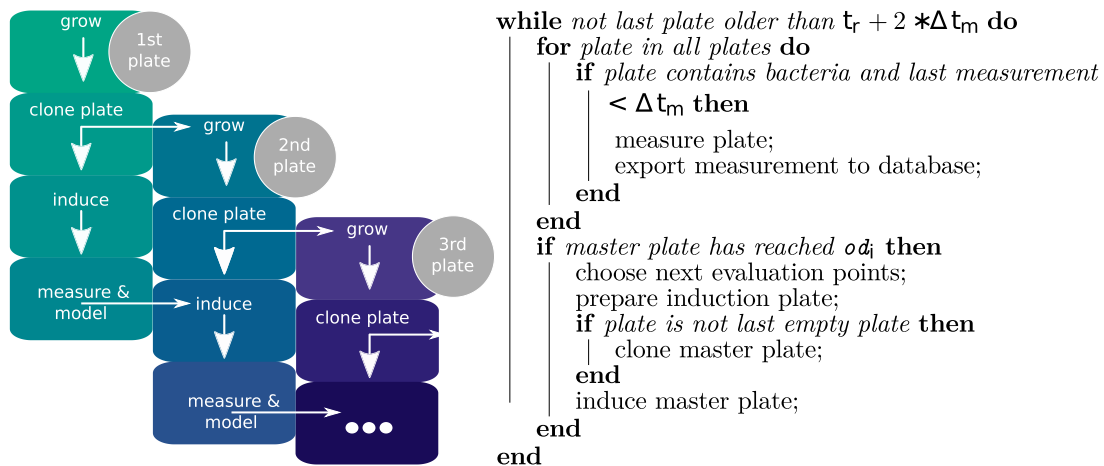 grow
1st
plate
clone plate
induce
measure &
model
grow
2nd
plate
clone plate
induce
measure &
model
grow
3rd
plate
clone plate
while not last plate older than tr + 2 *Δtm do
for plate in all plates do
if plate contains bacteria and last measurement
< Δtm then
measure plate;
export measurement to database;
end
end
if master plate has reached odi then
choose next evaluation points;
prepare induction plate;
if plate is not last empty plate then
clone master plate;
end
induce master plate;
end
end